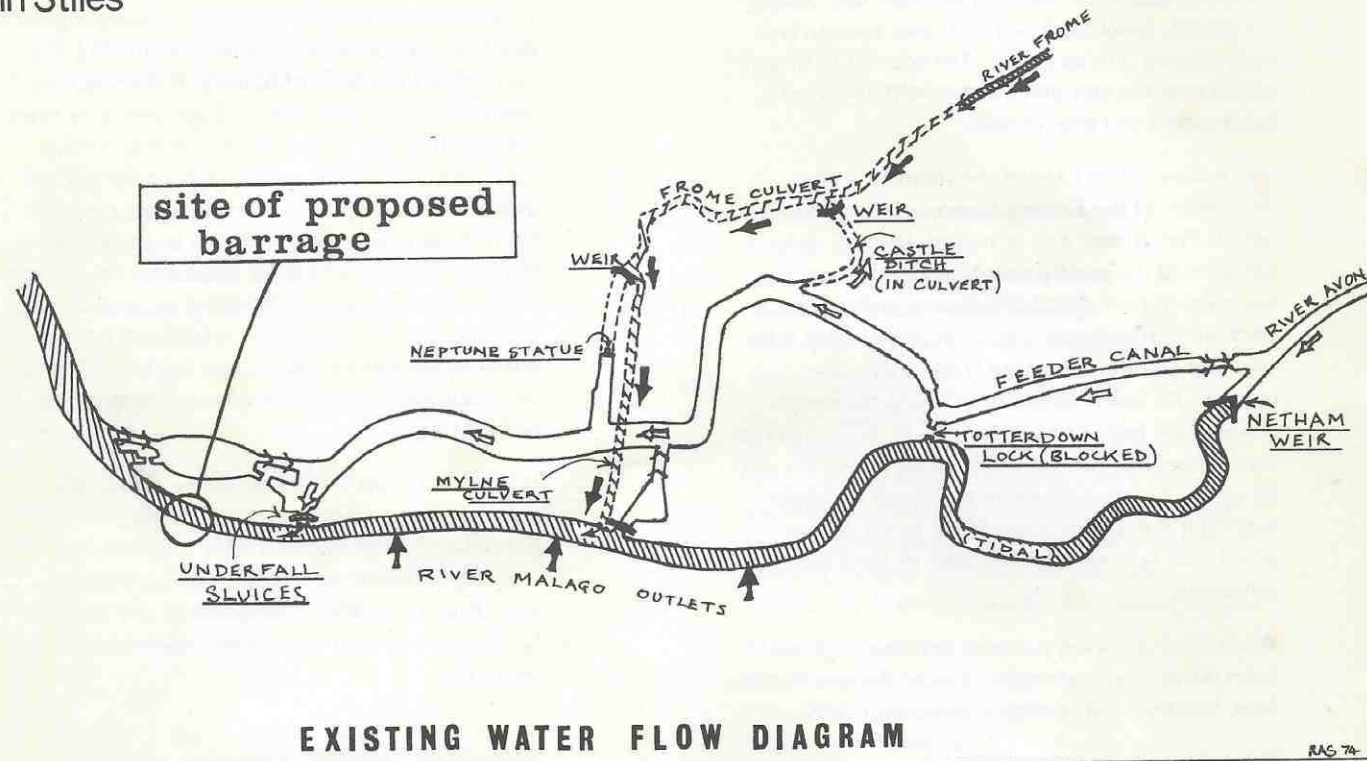 in Stiles
RIVER FROME
FROME CULVERT
WEIR
CASTLE
DITCH
(IN CULVERT)
site of proposed
barrage
WEIR
RIVER AVON
NEPTUNE STATUE
FEEDER CANAL
NETHAM
WEIR
TOTTERDOWN
LOCK (BLOCKED)
MYLNE
CULVERT
(TIDAL)
UNDERFALL
SLUICES
RIVER MALAGO OUTLETS
EXISTING WATER FLOW DIAGRAM
RAS 74